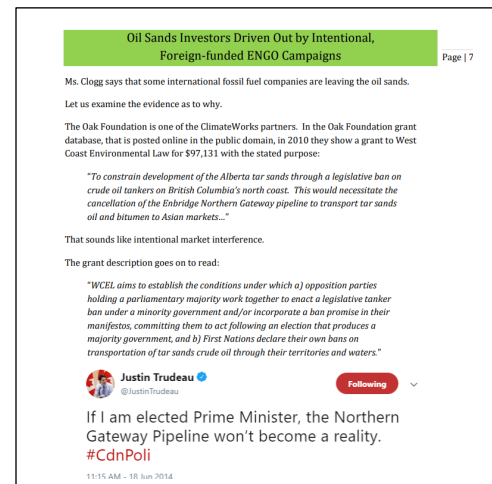 Oil Sands Investors Driven Out by Intentional,
Foreign-funded ENGO Campaigns
Page | 7
Ms. Clogg says that some international fossil fuel companies are leaving the oil sands.
Let us examine the evidence as to why.
The Oak Foundation is one of the ClimateWorks partners.  In the Oak Foundation grant
database, that is posted online in the public domain, in 2010 they show a grant to West
Coast Environmental Law for $97,131 with the stated purpose:
"To constrain development of the Alberta tar sands through a legislative ban on
crude oil tankers on British Columbia's north coast.  This would necessitate the
cancellation of the Enbridge Northern Gateway pipeline to transport tar sands
oil and bitumen to Asian markets…"
That sounds like intentional market interference.
The grant description goes on to read:
"WCEL aims to establish the conditions under which a) opposition parties
holding a parliamentary majority work together to enact a legislative tanker
ban under a minority government and/or incorporate a ban promise in their
manifestos, committing them to act following an election that produces a
majority government, and b) First Nations declare their own bans on
transportation of tar sands crude oil through their territories and waters."
Justin Trudeau
@JustinTrudeau
Following
If I am elected Prime Minister, the Northern
Gateway Pipeline won't become a reality.
#CdnPoli
11:15 AM - 18 Jun 2014